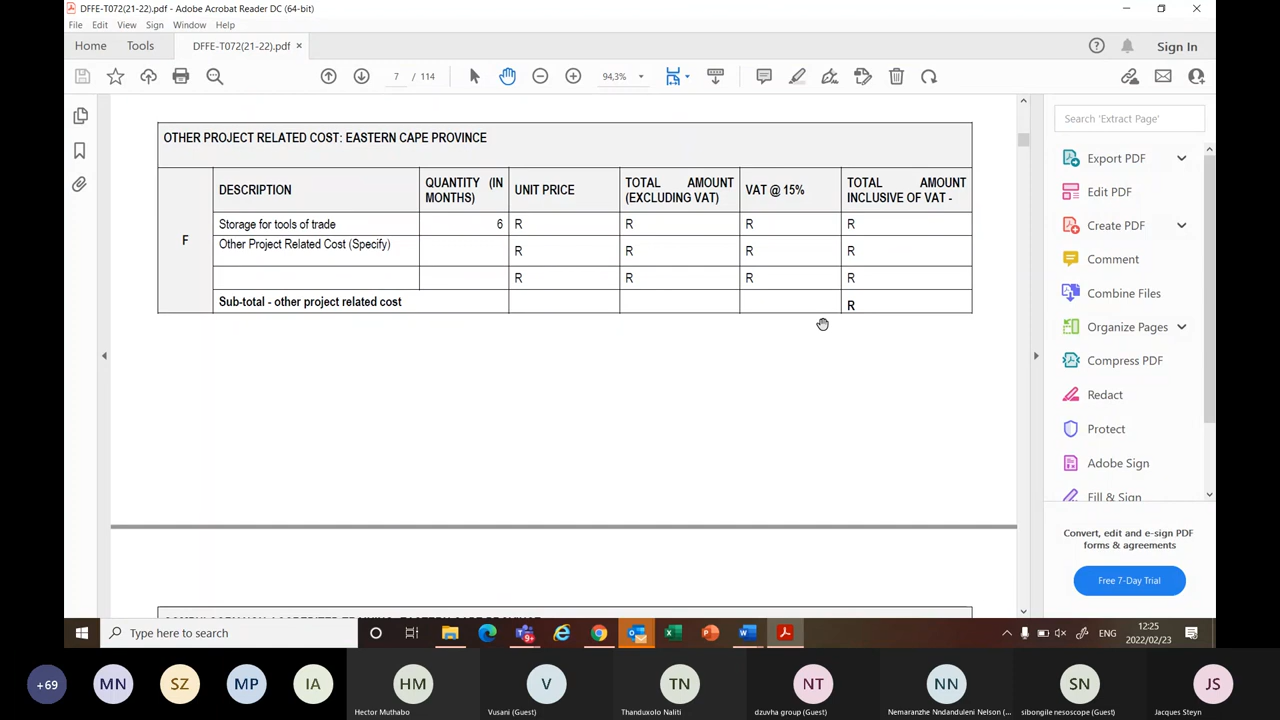 DFFE-T072(21-22).pdf - Adobe Acrobat Reader DC (64-bit)
File Edit View Sign Window Help
Home Tools DFFE-T072(21-22).pdf × Sign In
7 / 114 94,3%
OTHER PROJECT RELATED COST: EASTERN CAPE PROVINCE
DESCRIPTION QUANTITY (IN MONTHS) UNIT PRICE TOTAL AMOUNT (EXCLUDING VAT) VAT @ 15% TOTAL AMOUNT INCLUSIVE OF VAT -
F
Storage for tools of trade 6 R R R R
Other Project Related Cost (Specify) R R R R
R R R R
Sub-total - other project related cost R
Search 'Extract Page'
Export PDF
Edit PDF
Create PDF
Comment
Combine Files
Organize Pages
Compress PDF
Redact
Protect
Adobe Sign
Fill & Sign
Convert, edit and e-sign PDF
forms & agreements
Free 7-Day Trial
Type here to search
9+
ENG
12:25
2022/02/23
+69 MN SZ MP IA HM V TN NT NN SN JS
Hector Muthabo Vusani (Guest) Thanduxolo Naliti dzuvha group (Guest) Nemaranzhe Nndanduleni Nelson (... sibongile nesoscope (Guest) Jacques Steyn